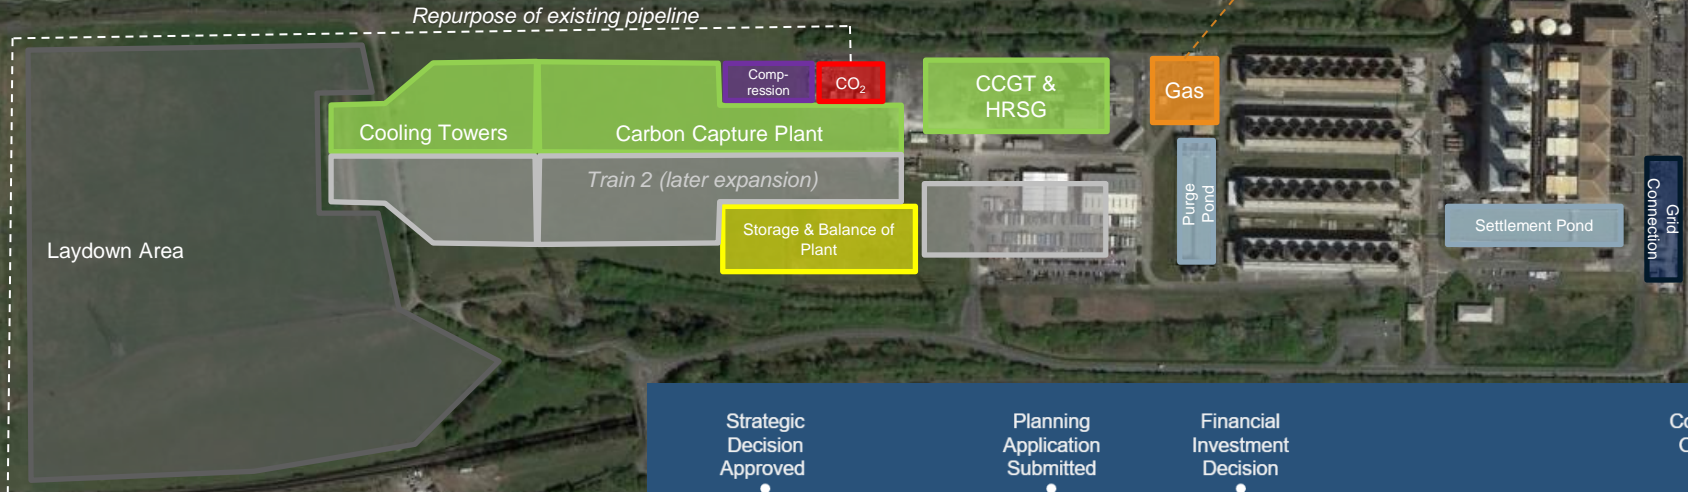 Repurpose of existing pipeline
Comp-
ression
CO₂
CCGT &
HRSG
Gas
Cooling Towers
Carbon Capture Plant
Train 2 (later expansion)
Purge
Pond
Grid
Connection
Storage & Balance of
Plant
Settlement Pond
Laydown Area
Strategic
Decision
Approved
Planning
Application
Submitted
Financial
Investment
Decision